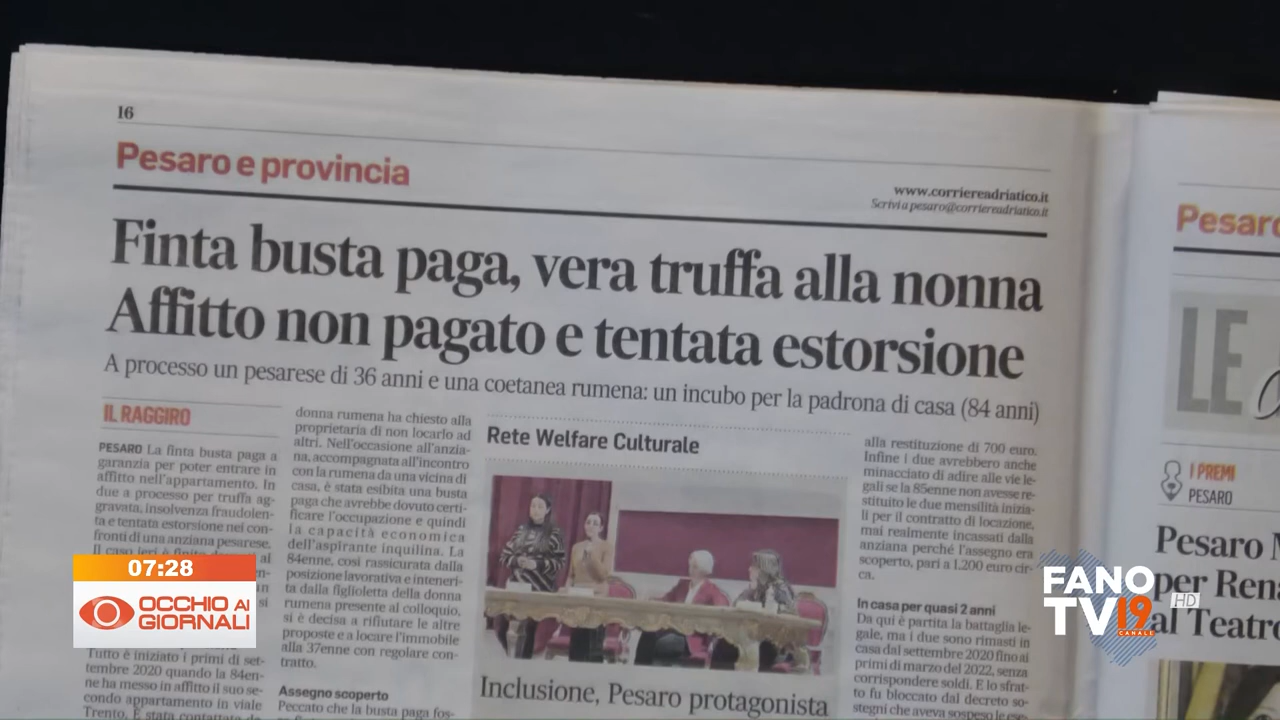 16
Pesaro e provincia
www.corriereadriatico.it
Scrivi a pesaro@corriereadriatico.it
Finta busta paga, vera truffa alla nonna
Affitto non pagato e tentata estorsione
A processo un pesarese di 36 anni e una coetanea rumena: un incubo per la padrona di casa (84 anni)
IL RAGGIRO
PESARO La finta busta paga a
garanzia per poter entrare in
affitto nell'appartamento. In
due a processo per truffa ag-
gravata, insolvenza fraudolen-
ta e tentata estorsione nei con-
fronti di una anziana pesarese.
Il caso ieri è finito
al
si
Tutto è iniziato i primi di set-
tembre 2020 quando la 84en-
ne ha messo in affitto il suo se-
condo appartamento in viale
Trento. È stata contattata
donna rumena ha chiesto alla
proprietaria di non locarlo ad
altri. Nell'occasione all'anzia-
na, accompagnata all'incontro
con la rumena da una vicina di
casa, è stata esibita una busta
paga che avrebbe dovuto certi-
ficare l'occupazione e quindi
la capacità economica
dell'aspirante inquilina. La
84enne, così rassicurata dalla
posizione lavorativa e inteneri-
ta dalla figlioletta della donna
rumena presente al colloquio,
si è decisa a rifiutare le altre
proposte e a locare l'immobile
alla 37enne con regolare con-
tratto.
Assegno scoperto
Peccato che la busta paga fos-
Rete Welfare Culturale
Inclusione, Pesaro protagonista
alla restituzione di 700 euro.
Infine i due avrebbero anche
minacciato di adire alle vie le-
gali se la 85enne non avesse re-
stituito le due mensilità inizia-
li per il contratto di locazione,
mai realmente incassati dalla
anziana perché l'assegno era
scoperto, pari a 1.200 euro cir-
ca.
In casa per quasi 2 anni
Da qui è partita la battaglia le-
gale, ma i due sono rimasti in
casa dal settembre 2020 fino ai
primi di marzo del 2022, senza
corrispondere soldi. E lo sfrat-
to fu bloccato dal decreto so-
stegni che aveva sospeso le ese-
Pesaro
LE
I PREMI
PESARO
Pesaro
per
al Teatro
07:28
OCCHIO AI
GIORNALI
FANO
TV19
CANALE
HD